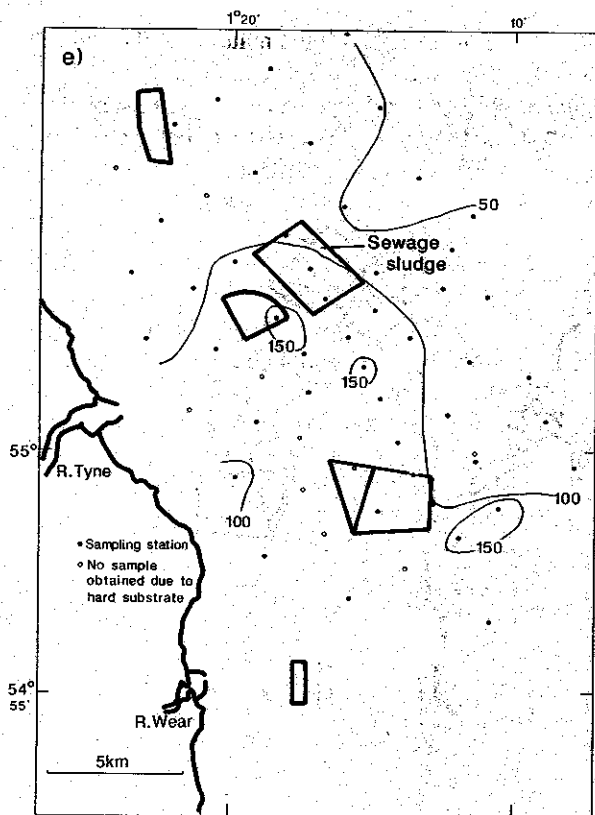 1° 20'
10'
e)
50
Sewage
sludge
150
150
55°
R.Tyne
100
100
150
• Sampling station
○ No sample
obtained due to
hard substrate
54°
55'
R.Wear
5km